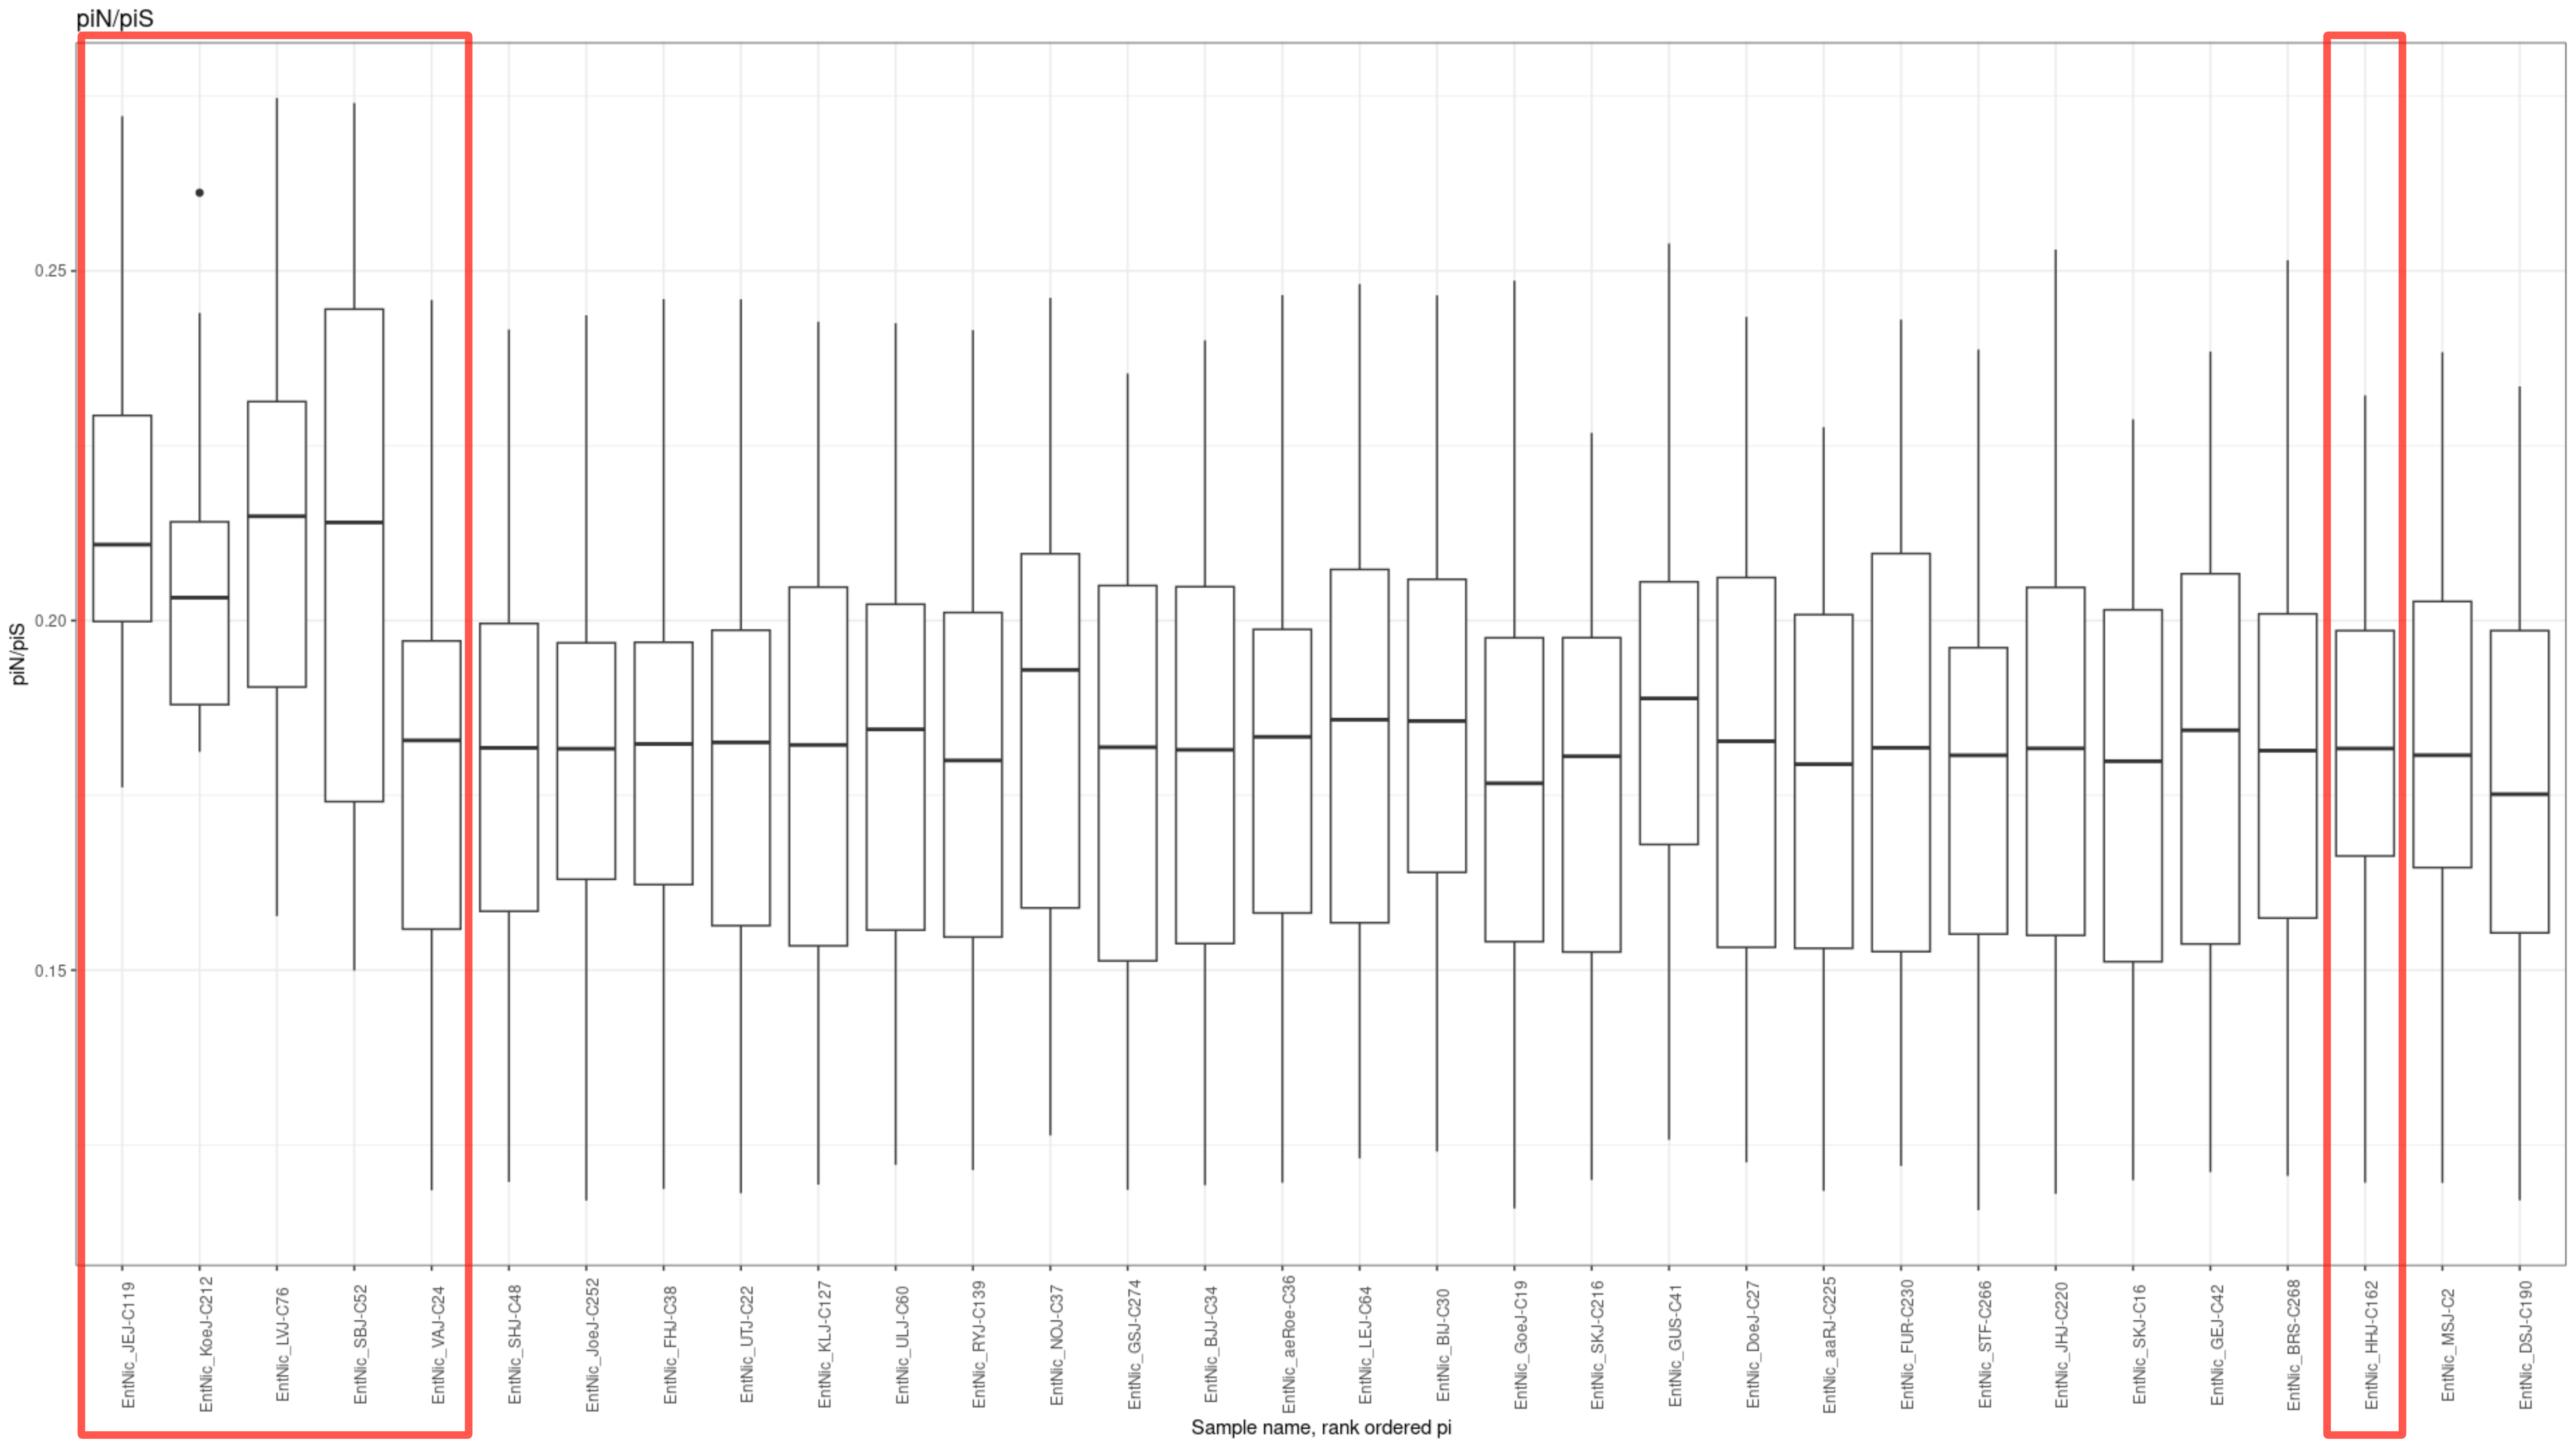 piN/piS
0.25
0.20
0.15
piN/piS
EntNic_JEJ-C119
EntNic_KoeJ-C212
EntNic_LVJ-C76
EntNic_SBJ-C52
EntNic_VAJ-C24
EntNic_SHJ-C48
EntNic_JoeJ-C252
EntNic_FHJ-C38
EntNic_UTJ-C22
EntNic_KLJ-C127
EntNic_ULJ-C60
EntNic_RYJ-C139
EntNic_NOJ-C37
EntNic_GSJ-C274
EntNic_BJJ-C34
EntNic_aeRoe-C36
EntNic_LEJ-C64
EntNic_BIJ-C30
EntNic_GoeJ-C19
EntNic_SKJ-C216
EntNic_GUS-C41
EntNic_DoeJ-C27
EntNic_aaRJ-C225
EntNic_FUR-C230
EntNic_STF-C266
EntNic_JHJ-C220
EntNic_SKJ-C16
EntNic_GEJ-C42
EntNic_BRS-C268
EntNic_HHJ-C162
EntNic_MSJ-C2
EntNic_DSJ-C190
Sample name, rank ordered pi